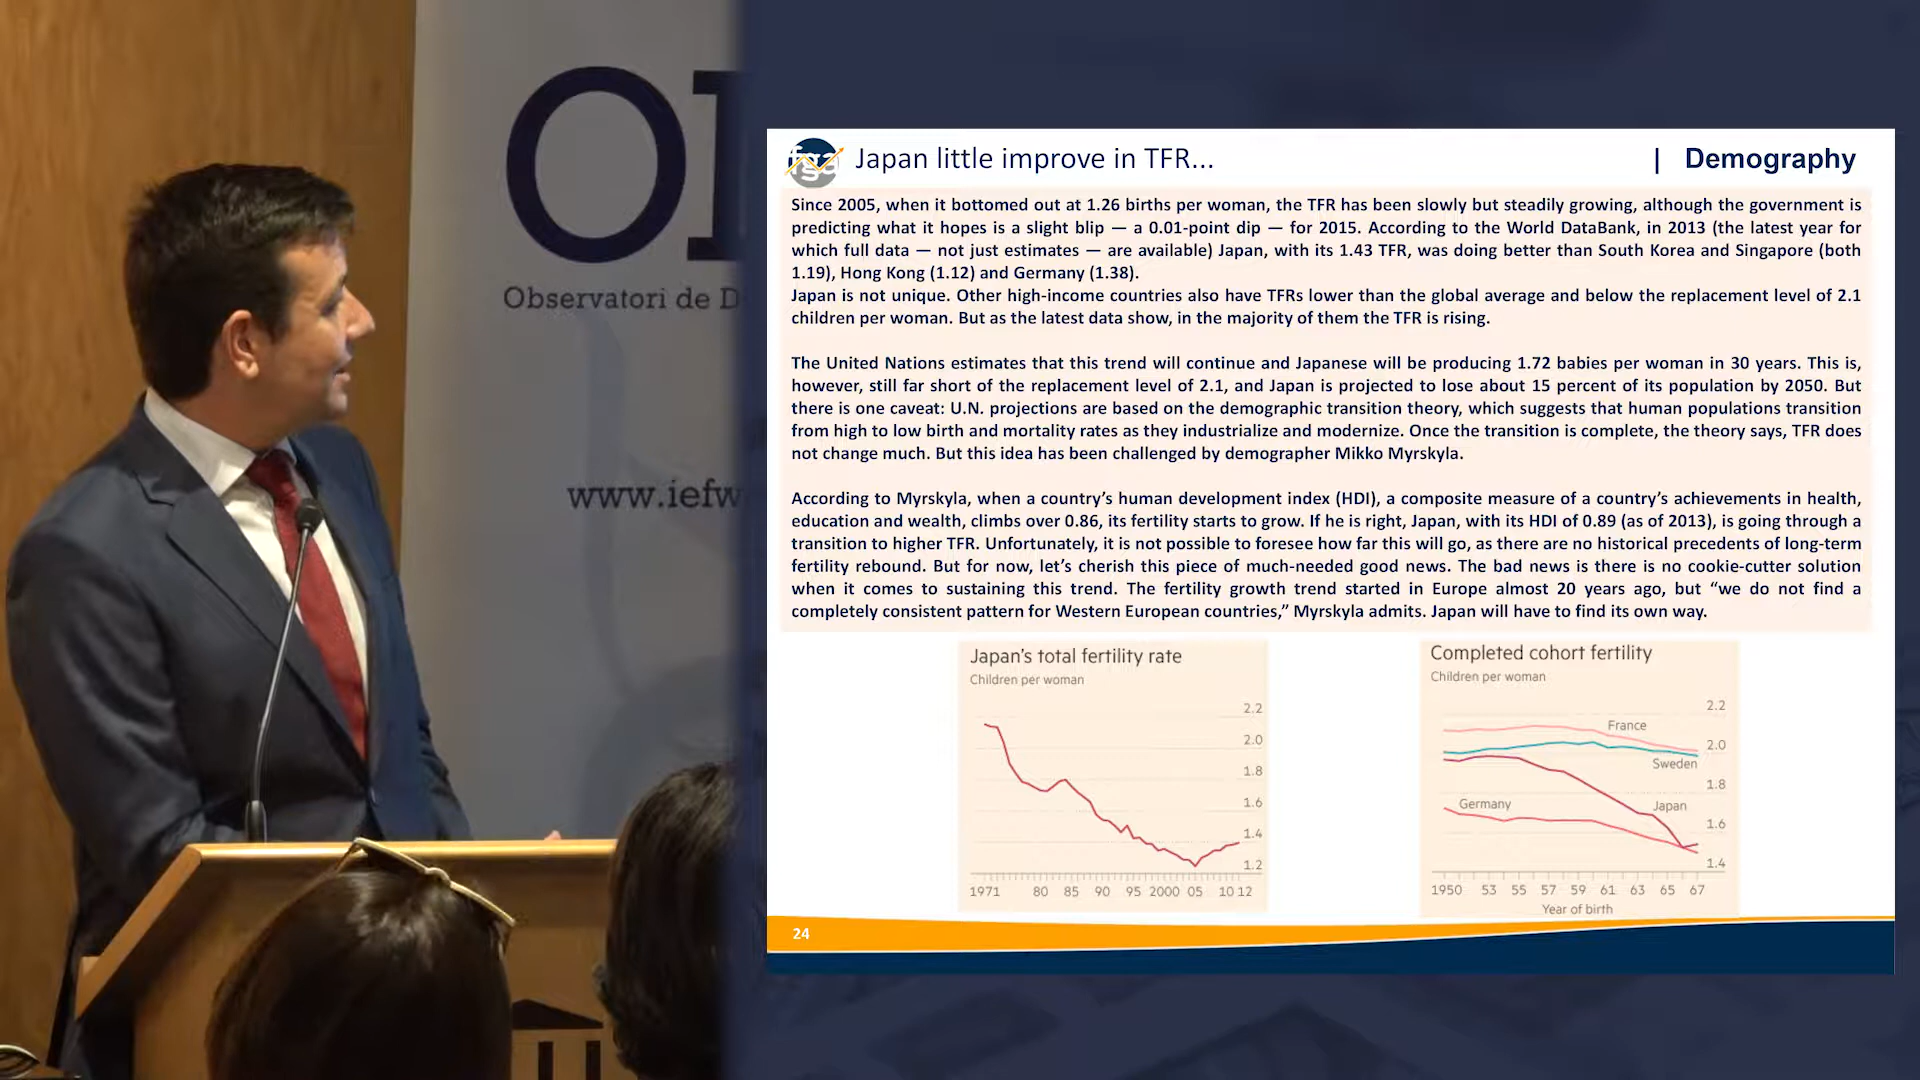 O
Observatori de D
www.iefw
fga
Japan little improve in TFR...
| Demography
Since 2005, when it bottomed out at 1.26 births per woman, the TFR has been slowly but steadily growing, although the government is
predicting what it hopes is a slight blip — a 0.01-point dip — for 2015. According to the World DataBank, in 2013 (the latest year for
which full data — not just estimates — are available) Japan, with its 1.43 TFR, was doing better than South Korea and Singapore (both
1.19), Hong Kong (1.12) and Germany (1.38).
Japan is not unique. Other high-income countries also have TFRs lower than the global average and below the replacement level of 2.1
children per woman. But as the latest data show, in the majority of them the TFR is rising.
The United Nations estimates that this trend will continue and Japanese will be producing 1.72 babies per woman in 30 years. This is,
however, still far short of the replacement level of 2.1, and Japan is projected to lose about 15 percent of its population by 2050. But
there is one caveat: U.N. projections are based on the demographic transition theory, which suggests that human populations transition
from high to low birth and mortality rates as they industrialize and modernize. Once the transition is complete, the theory says, TFR does
not change much. But this idea has been challenged by demographer Mikko Myrskyla.
According to Myrskyla, when a country's human development index (HDI), a composite measure of a country's achievements in health,
education and wealth, climbs over 0.86, its fertility starts to grow. If he is right, Japan, with its HDI of 0.89 (as of 2013), is going through a
transition to higher TFR. Unfortunately, it is not possible to foresee how far this will go, as there are no historical precedents of long-term
fertility rebound. But for now, let's cherish this piece of much-needed good news. The bad news is there is no cookie-cutter solution
when it comes to sustaining this trend. The fertility growth trend started in Europe almost 20 years ago, but “we do not find a
completely consistent pattern for Western European countries,” Myrskyla admits. Japan will have to find its own way.
Japan's total fertility rate
Children per woman
2.2
2.0
1.8
1.6
1.4
1.2
1971 80 85 90 95 2000 05 10 12
Completed cohort fertility
Children per woman
2.2
France
2.0
Sweden
1.8
Germany
Japan
1.6
1.4
1950 53 55 57 59 61 63 65 67
Year of birth
24